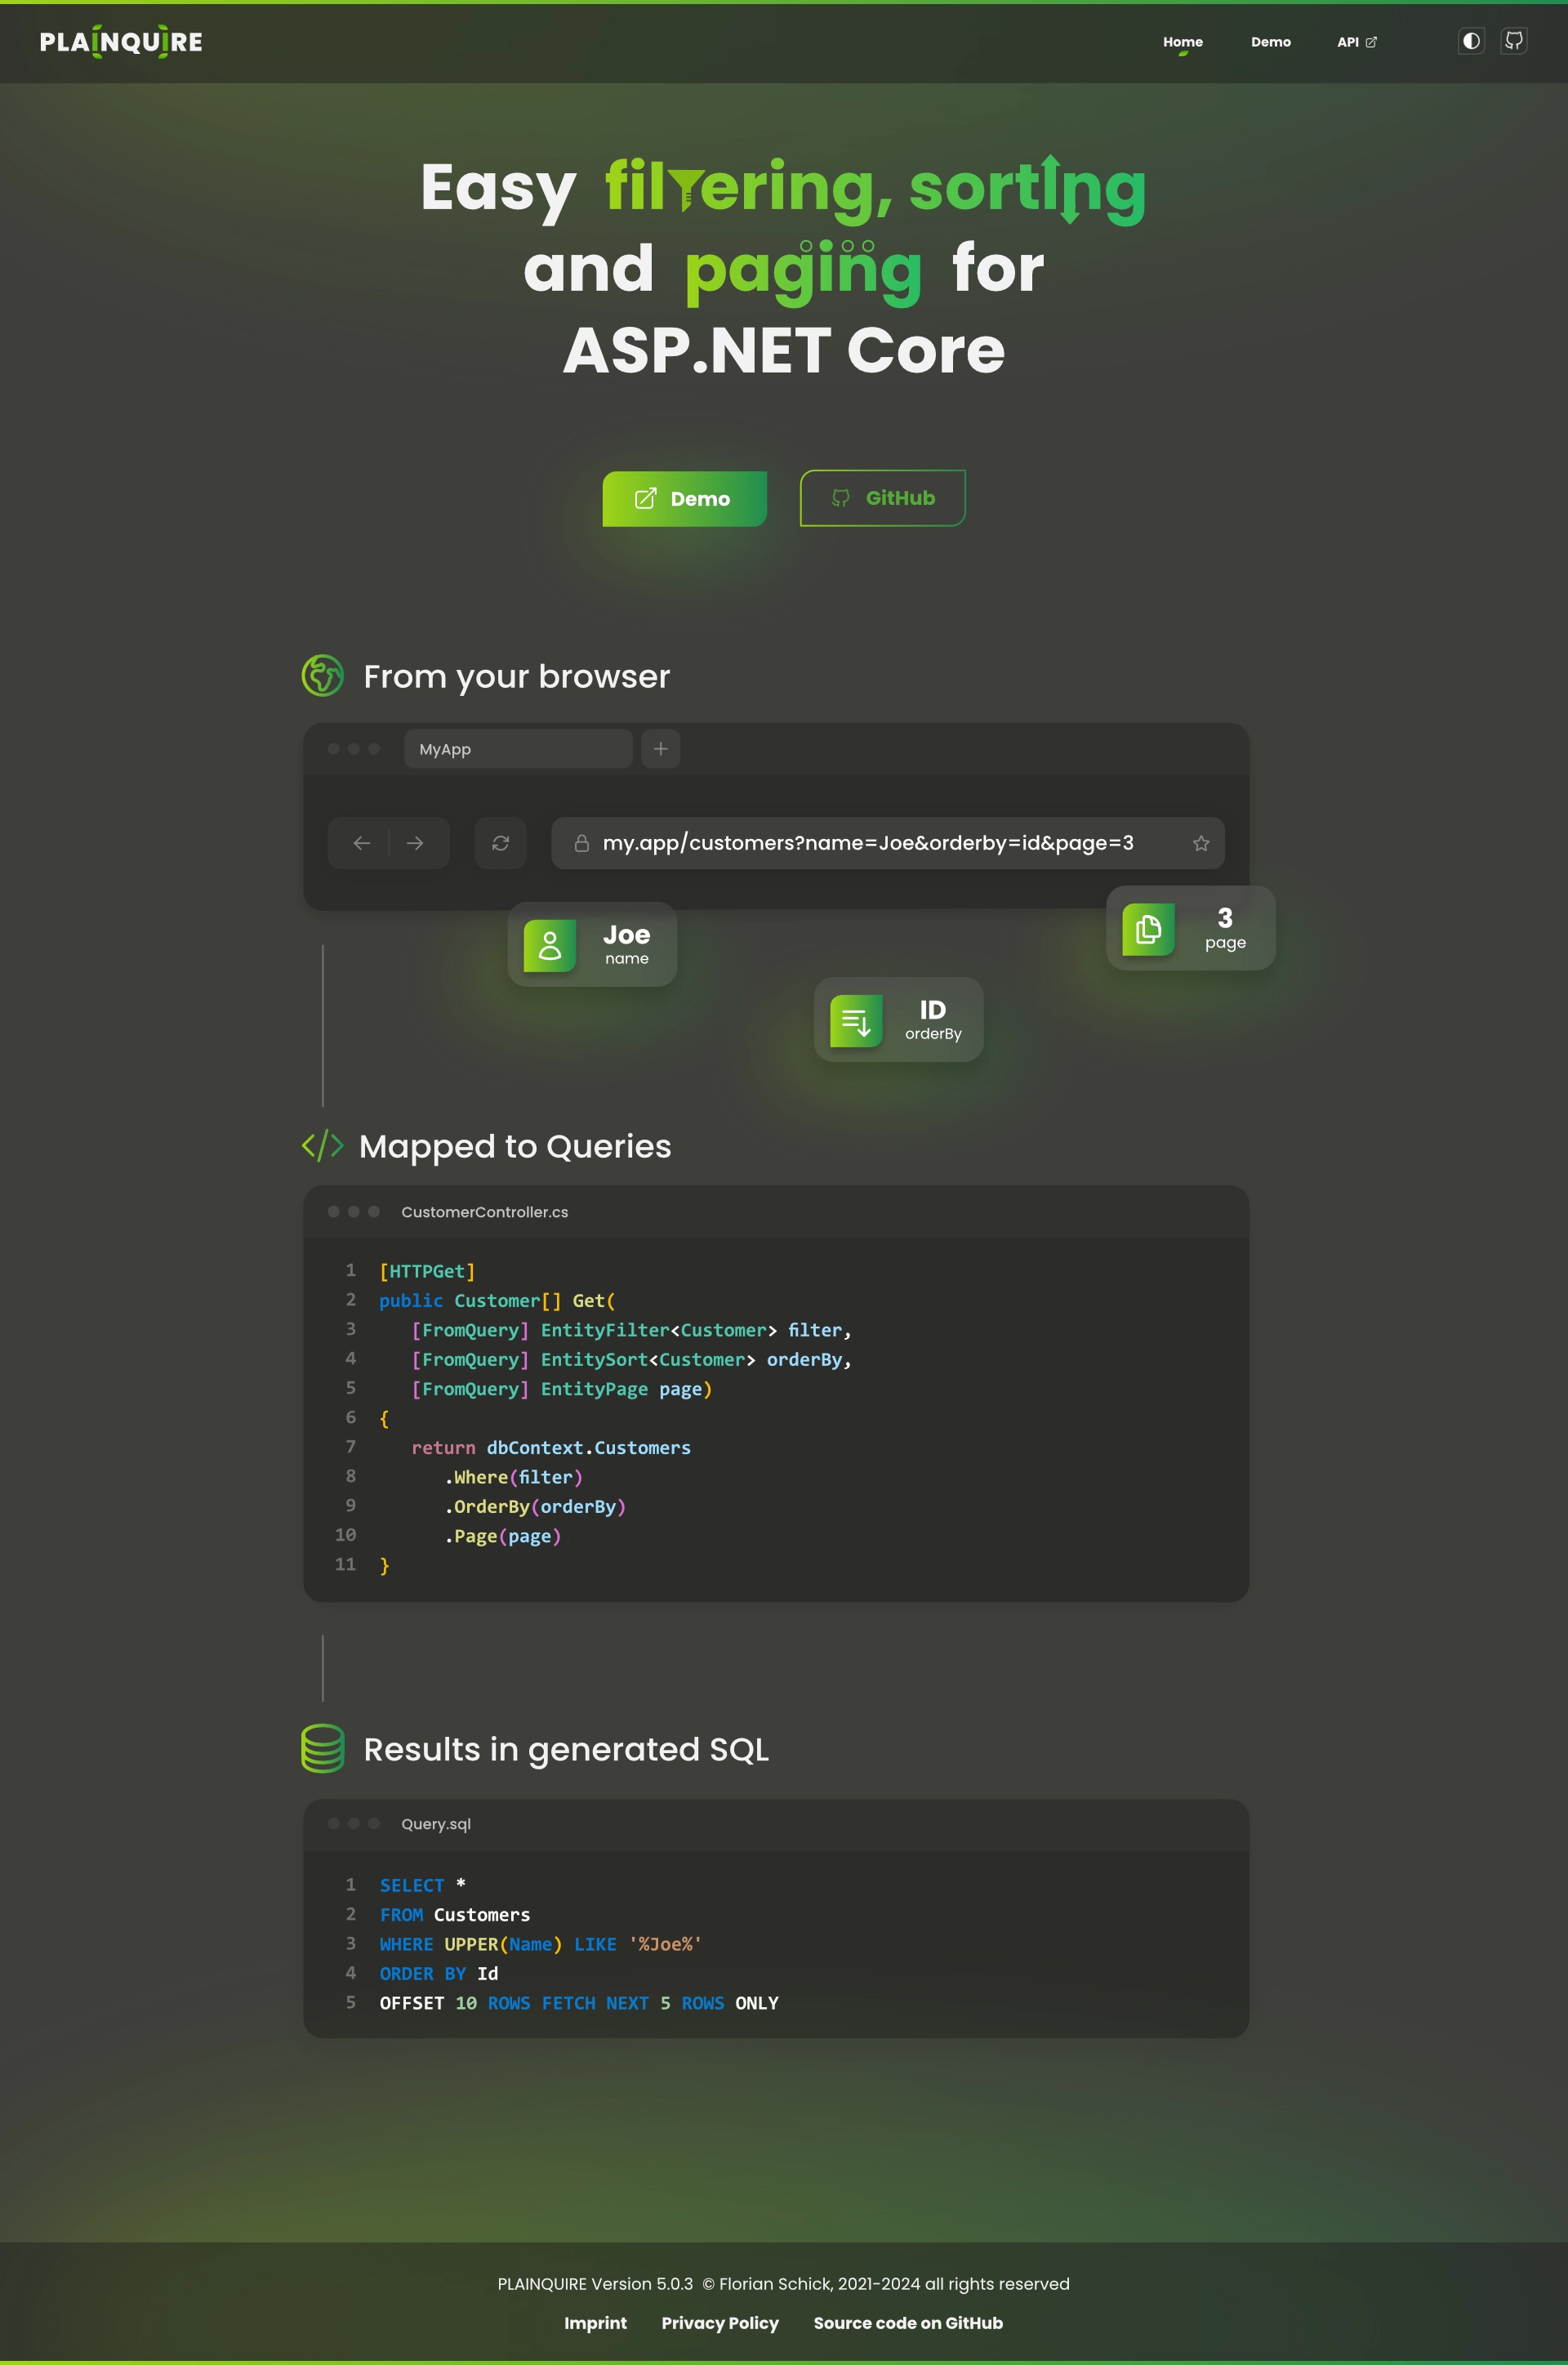 PLAINQUIRE
Home Demo API
Easy filtering, sorting
and paging for
ASP.NET Core
Demo GitHub
From your browser
MyApp
my.app/customers?name=Joe&orderby=id&page=3
Joe
name
3
page
ID
orderBy
Mapped to Queries
CustomerController.cs
1 [HTTPGet]
2 public Customer[] Get(
3 [FromQuery] EntityFilter<Customer> filter,
4 [FromQuery] EntitySort<Customer> orderBy,
5 [FromQuery] EntityPage page)
6 {
7 return dbContext.Customers
8 .Where(filter)
9 .OrderBy(orderBy)
10 .Page(page)
11 }
Results in generated SQL
Query.sql
1 SELECT *
2 FROM Customers
3 WHERE UPPER(Name) LIKE '%Joe%'
4 ORDER BY Id
5 OFFSET 10 ROWS FETCH NEXT 5 ROWS ONLY
PLAINQUIRE Version 5.0.3 © Florian Schick, 2021-2024 all rights reserved
Imprint Privacy Policy Source code on GitHub